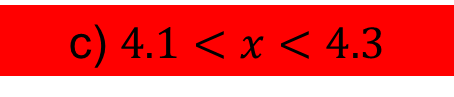 c) 4.1 < 𝑥 < 4.3